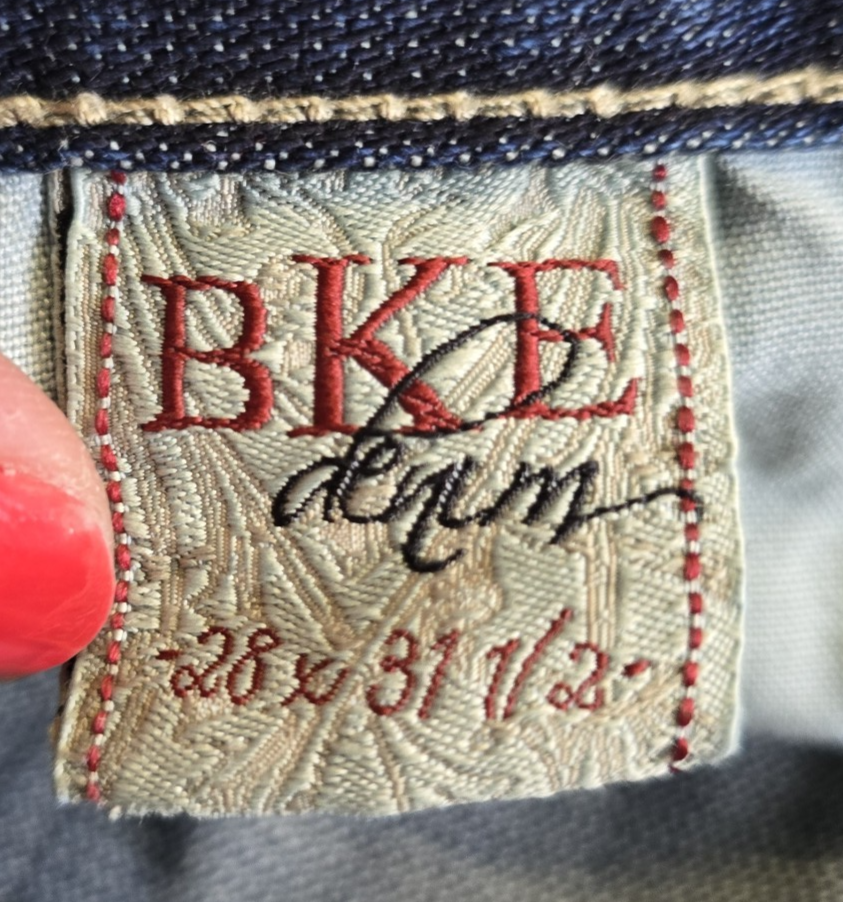 BKE
denim
-28 x 31 1/2-